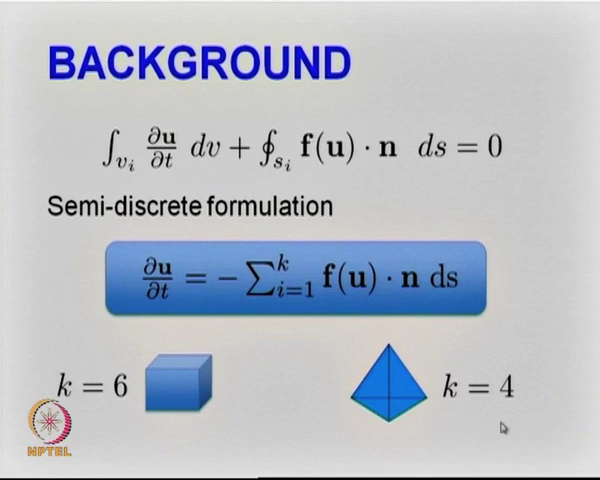 BACKGROUND
∫_{v_i} ∂u/∂t dv + ∮_{s_i} f(u) · n ds = 0
Semi-discrete formulation
∂u/∂t = − ∑_{i=1}^{k} f(u) · n ds
k = 6
k = 4
NPTEL